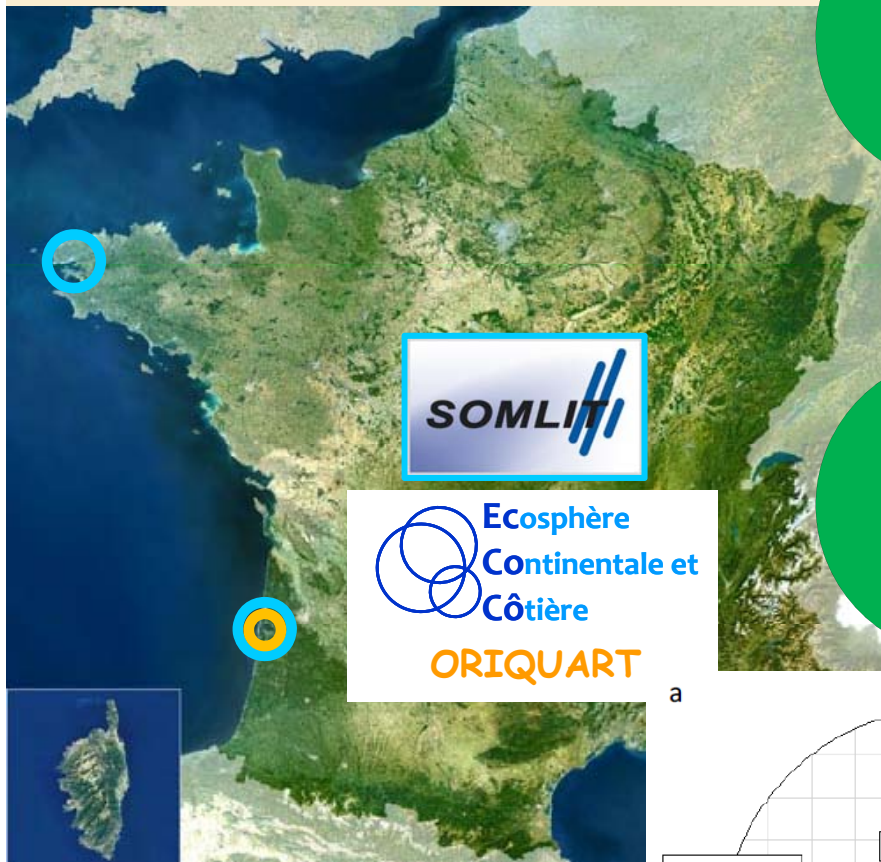 SOMLIT
Ecosphère
Continentale et
Côtière
ORIQUART
a